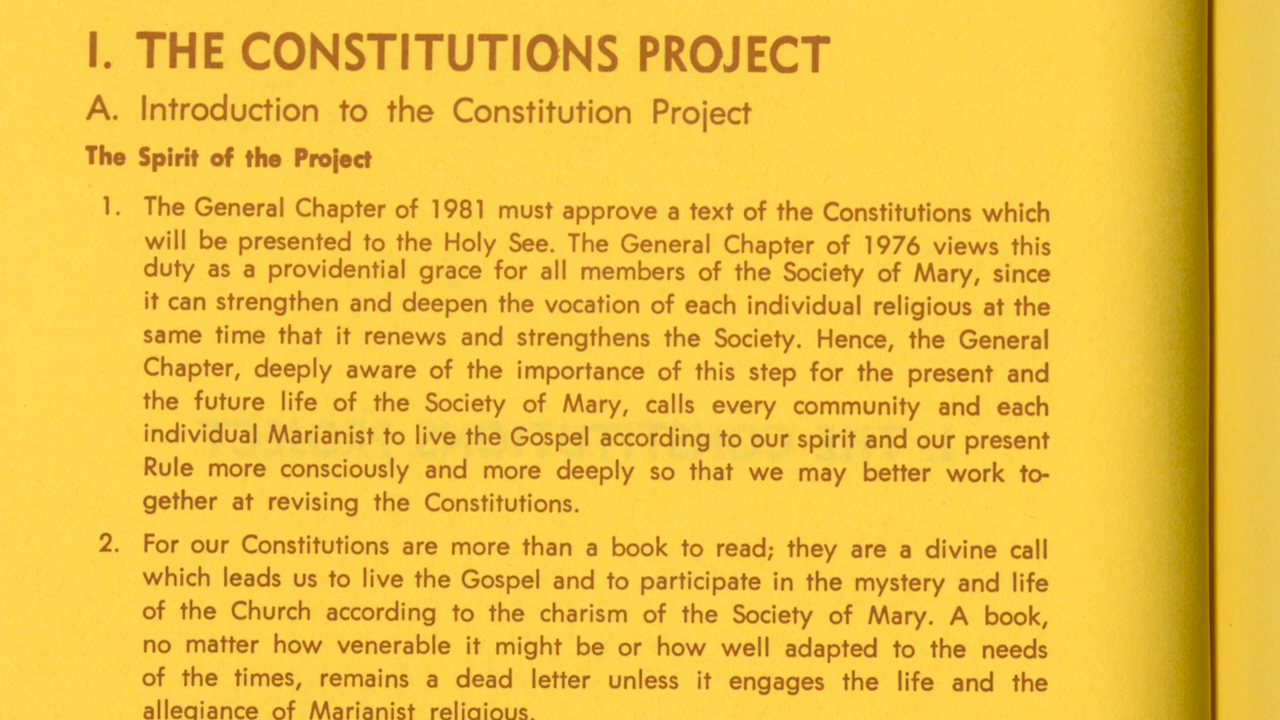 I. THE CONSTITUTIONS PROJECT
A. Introduction to the Constitution Project
The Spirit of the Project
1. The General Chapter of 1981 must approve a text of the Constitutions which
will be presented to the Holy See. The General Chapter of 1976 views this
duty as a providential grace for all members of the Society of Mary, since
it can strengthen and deepen the vocation of each individual religious at the
same time that it renews and strengthens the Society. Hence, the General
Chapter, deeply aware of the importance of this step for the present and
the future life of the Society of Mary, calls every community and each
individual Marianist to live the Gospel according to our spirit and our present
Rule more consciously and more deeply so that we may better work to-
gether at revising the Constitutions.
2. For our Constitutions are more than a book to read; they are a divine call
which leads us to live the Gospel and to participate in the mystery and life
of the Church according to the charism of the Society of Mary. A book,
no matter how venerable it might be or how well adapted to the needs
of the times, remains a dead letter unless it engages the life and the
allegiance of Marianist religious.